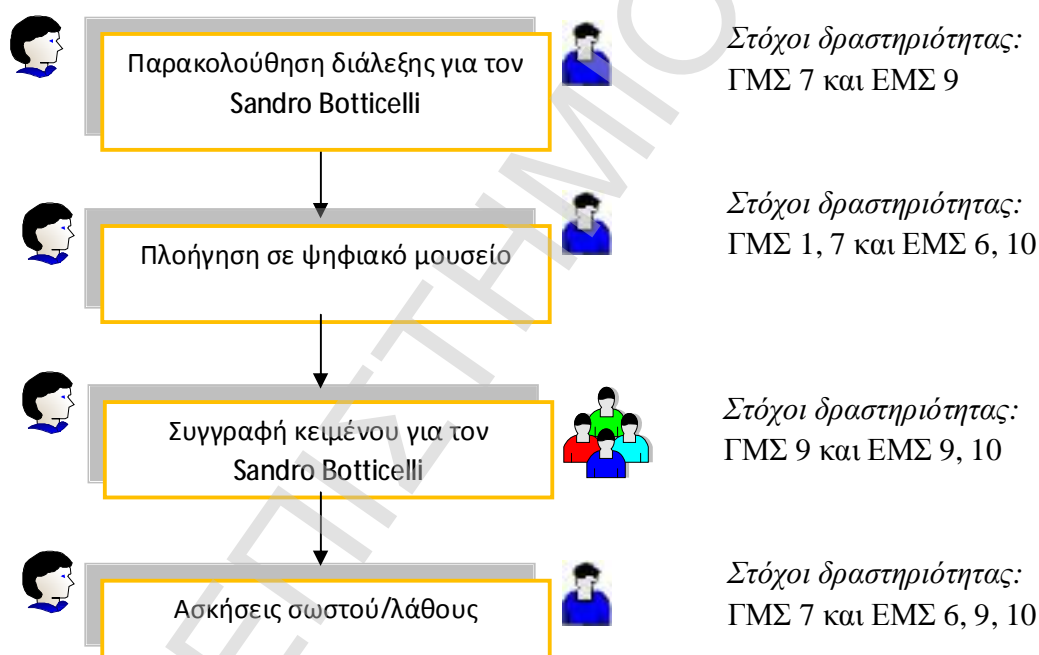 Παρακολούθηση διάλεξης για τον
Sandro Botticelli
Στόχοι δραστηριότητας:
ΓΜΣ 7 και ΕΜΣ 9
Πλοήγηση σε ψηφιακό μουσείο
Στόχοι δραστηριότητας:
ΓΜΣ 1, 7 και ΕΜΣ 6, 10
Συγγραφή κειμένου για τον
Sandro Botticelli
Στόχοι δραστηριότητας:
ΓΜΣ 9 και ΕΜΣ 9, 10
Ασκήσεις σωστού/λάθους
Στόχοι δραστηριότητας:
ΓΜΣ 7 και ΕΜΣ 6, 9, 10
ΕΠΙΣΤΗΜΟ